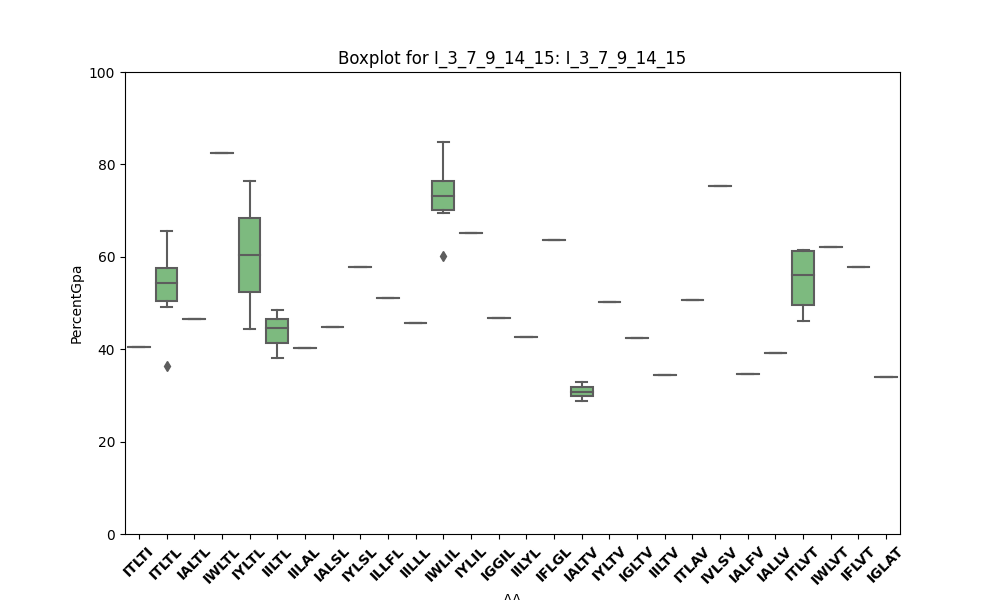 Boxplot for I_3_7_9_14_15: I_3_7_9_14_15
100
80
60
40
20
0
PercentGpa
ITLTI
ITLTL
IALTL
IWLTL
IYLTL
IILTL
IILAL
IALSL
IYLSL
ILLFL
IILLL
IWLIL
IYLIL
IGGIL
IILYL
IFLGL
IALTV
IYLTV
IGLTV
IILTV
ITLAV
IVLSV
IALFV
IALLV
ITLVT
IWLVT
IFLVT
IGLAT
AA